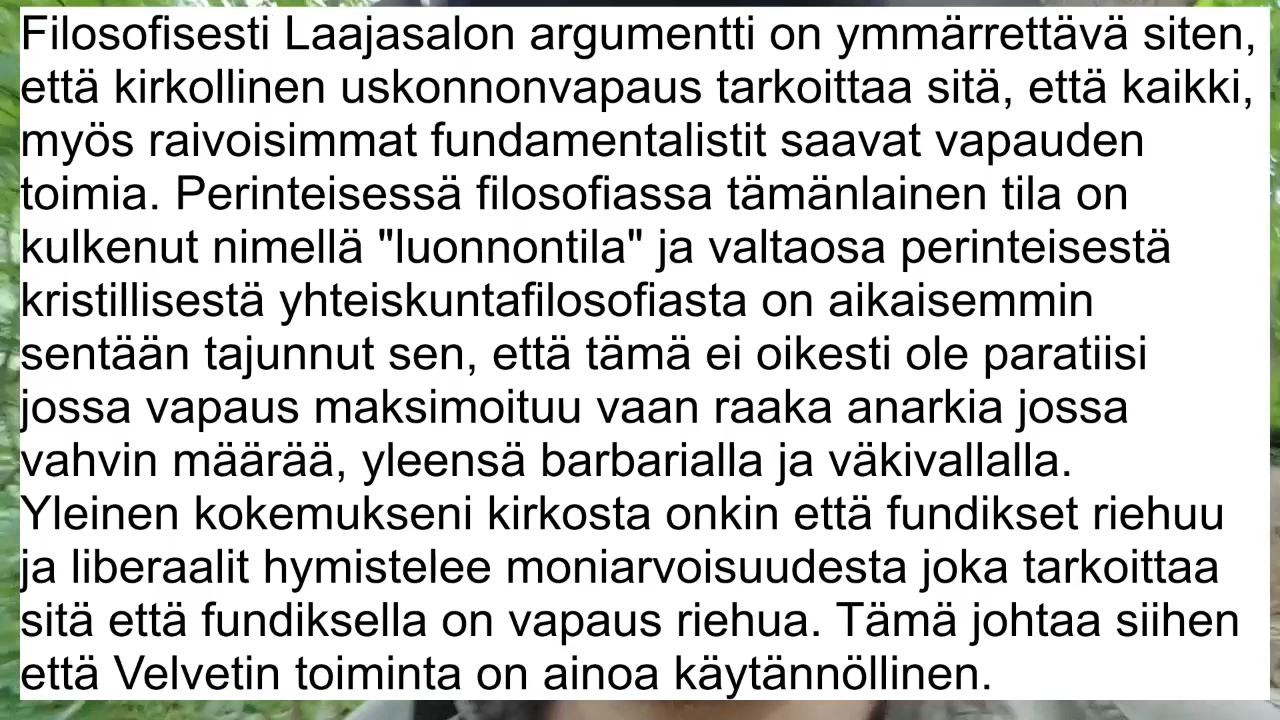 Filosofisesti Laajasalon argumentti on ymmärrettävä siten,
että kirkollinen uskonnonvapaus tarkoittaa sitä, että kaikki,
myös raivoisimmat fundamentalistit saavat vapauden
toimia. Perinteisessä filosofiassa tämänlainen tila on
kulkenut nimellä "luonnontila" ja valtaosa perinteisestä
kristillisestä yhteiskuntafilosofiasta on aikaisemmin
sentään tajunnut sen, että tämä ei oikesti ole paratiisi
jossa vapaus maksimoituu vaan raaka anarkia jossa
vahvin määrää, yleensä barbarialla ja väkivallalla.
Yleinen kokemukseni kirkosta onkin että fundikset riehuu
ja liberaalit hymistelee moniarvoisuudesta joka tarkoittaa
sitä että fundiksella on vapaus riehua. Tämä johtaa siihen
että Velvetin toiminta on ainoa käytännöllinen.